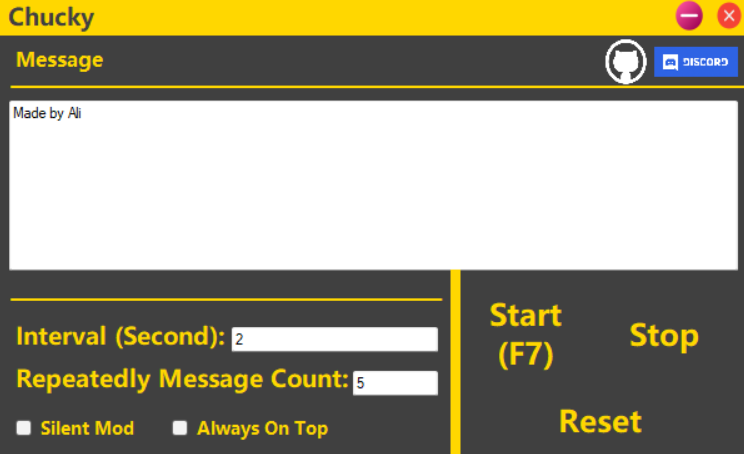 Chucky
Message
DISCORD
Made by Ali
Interval (Second): 2
Repeatedly Message Count: 5
Silent Mod
Always On Top
Start
(F7)
Stop
Reset